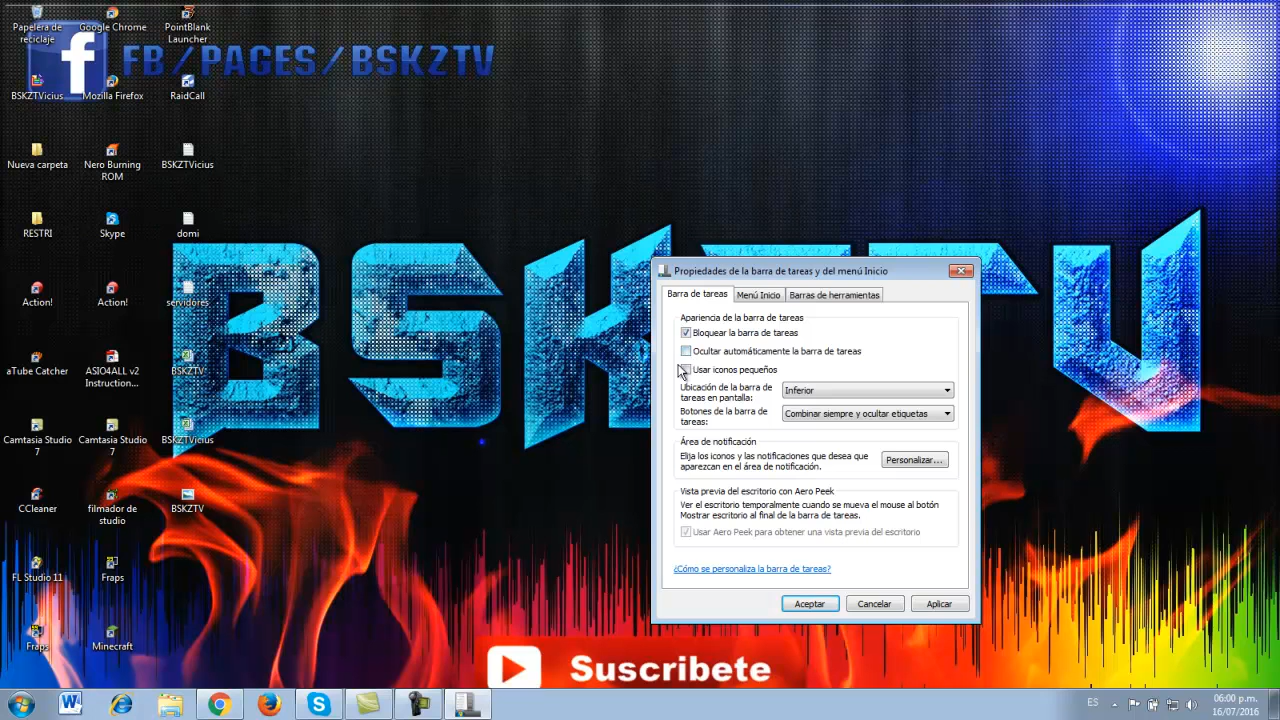 Papelera de
reciclaje
Google Chrome
PointBlank
Launcher
f
FB/PAGES/BSKZTV
BSKZTVicius
Mozilla Firefox
RaidCall
Nueva carpeta
Nero Burning
ROM
BSKZTVicius
RESTRI
Skype
domi
Action!
Action!
servidores
aTube Catcher
ASIO4ALL v2
Instruction...
BSKZTV
Camtasia Studio
7
Camtasia Studio
7
BSKZTVicius
CCleaner
filmador de
studio
BSKZTV
FL Studio 11
Fraps
Fraps
Minecraft
BSKZTV
Propiedades de la barra de tareas y del menú Inicio
Barra de tareas
Menú Inicio
Barras de herramientas
Apariencia de la barra de tareas
Bloquear la barra de tareas
Ocultar automáticamente la barra de tareas
Usar iconos pequeños
Ubicación de la barra de
tareas en pantalla:
Inferior
Botones de la barra de
tareas:
Combinar siempre y ocultar etiquetas
Área de notificación
Elija los iconos y las notificaciones que desea que
aparezcan en el área de notificación.
Personalizar...
Vista previa del escritorio con Aero Peek
Ver el escritorio temporalmente cuando se mueva el mouse al botón
Mostrar escritorio al final de la barra de tareas.
Usar Aero Peek para obtener una vista previa del escritorio
¿Cómo se personaliza la barra de tareas?
Aceptar
Cancelar
Aplicar
Suscribete
ES
06:00 p.m.
16/07/2016